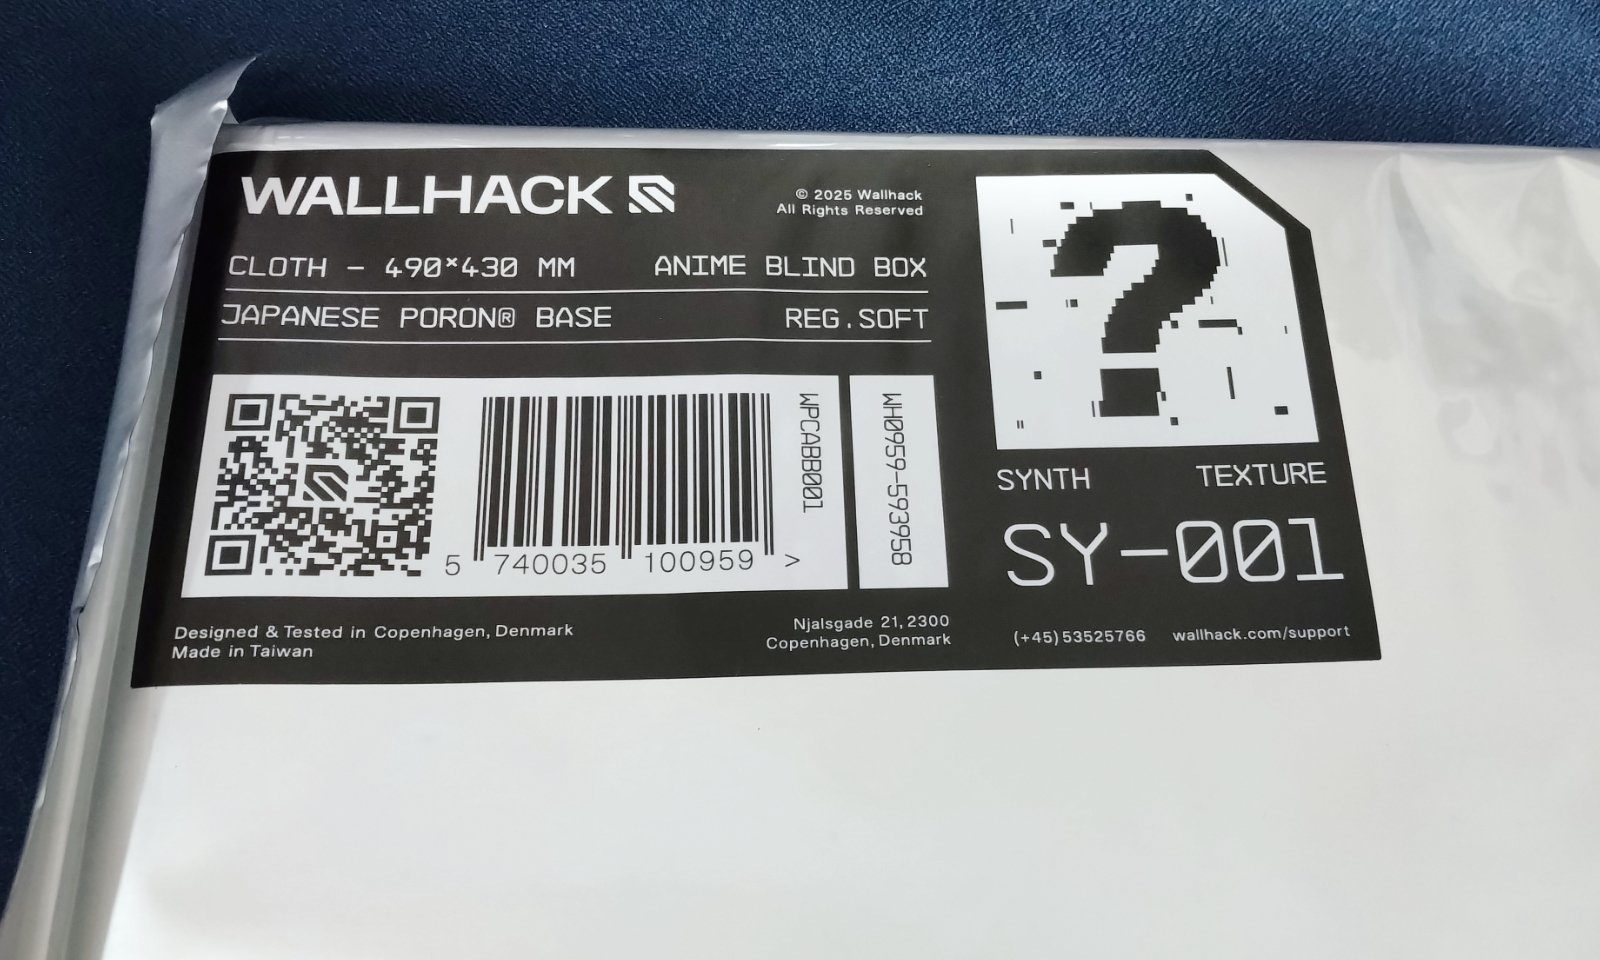 WALLHACK
© 2025 Wallhack
All Rights Reserved
CLOTH – 490×430 MM ANIME BLIND BOX
JAPANESE PORON® BASE REG.SOFT
WPCABB001
WH0959-593958
5 740035 100959 >
?
SYNTH TEXTURE
SY-001
Designed & Tested in Copenhagen, Denmark
Made in Taiwan
Njalsgade 21, 2300
Copenhagen, Denmark
(+45) 53525766 wallhack.com/support